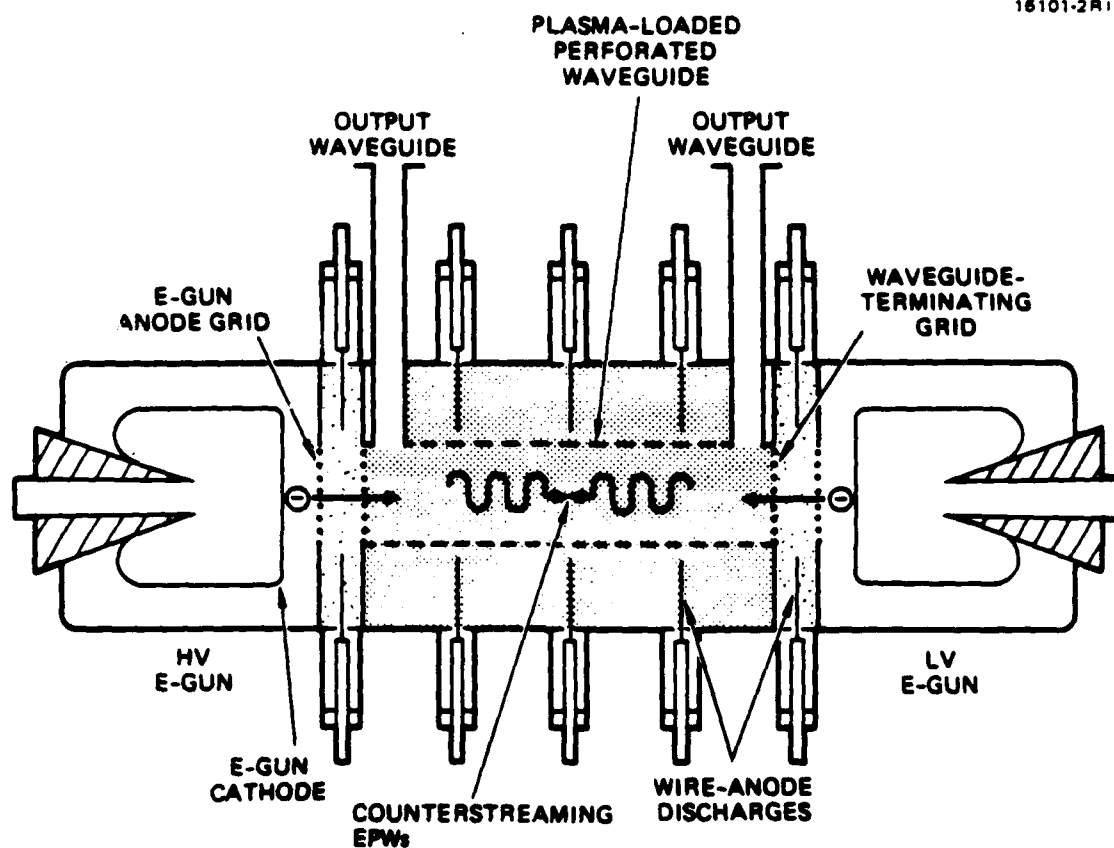 16101-2R1
PLASMA-LOADED
PERFORATED
WAVEGUIDE
OUTPUT
WAVEGUIDE
OUTPUT
WAVEGUIDE
E-GUN
ANODE GRID
WAVEGUIDE-
TERMINATING
GRID
HV
E-GUN
LV
E-GUN
E-GUN
CATHODE
COUNTERSTREAMING
EPWs
WIRE-ANODE
DISCHARGES